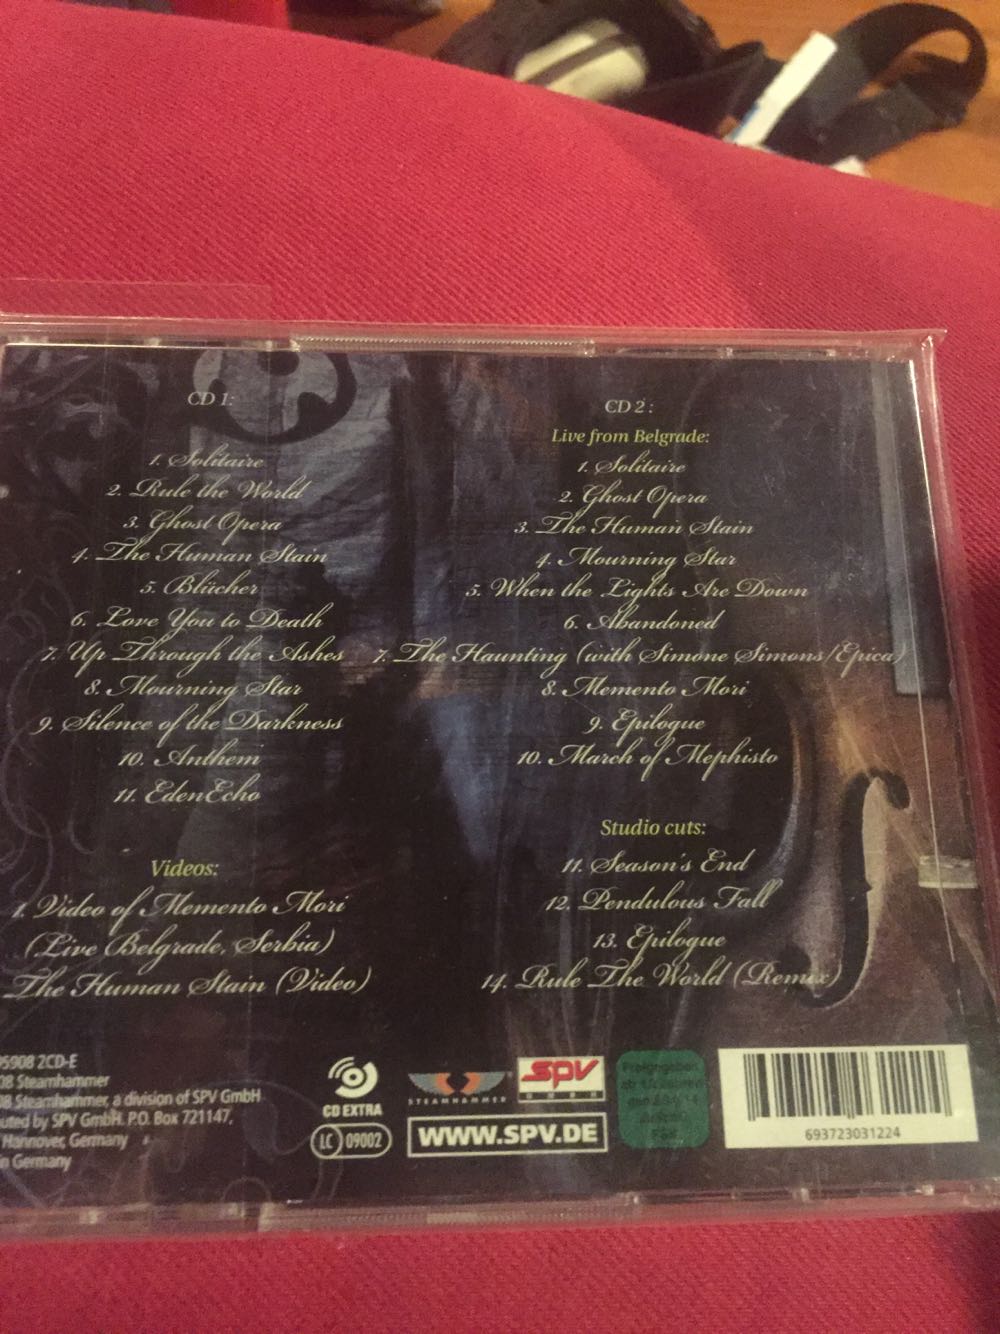 CD 1:
1. Solitaire
2. Rule the World
3. Ghost Opera
4. The Human Stain
5. Blücher
6. Love You to Death
7. Up Through the Ashes
8. Mourning Star
9. Silence of the Darkness
10. Anthem
11. EdenEcho
Videos:
1. Video of Memento Mori
(Live Belgrade, Serbia)
The Human Stain (Video)
CD 2 :
Live from Belgrade:
1. Solitaire
2. Ghost Opera
3. The Human Stain
4. Mourning Star
5. When the Lights Are Down
6. Abandoned
7. The Haunting (with Simone Simons/Epica)
8. Memento Mori
9. Epilogue
10. March of Mephisto
Studio cuts:
11. Season's End
12. Pendulous Fall
13. Epilogue
14. Rule The World (Remix)
95908 2CD-E
08 Steamhammer
08 Steamhammer, a division of SPV GmbH
uted by SPV GmbH. P.O. Box 721147,
Hannover, Germany
in Germany
CD EXTRA
LC 09002
STEAMHAMMER
SPV
GMBH
WWW.SPV.DE
Freigegeben
693723031224